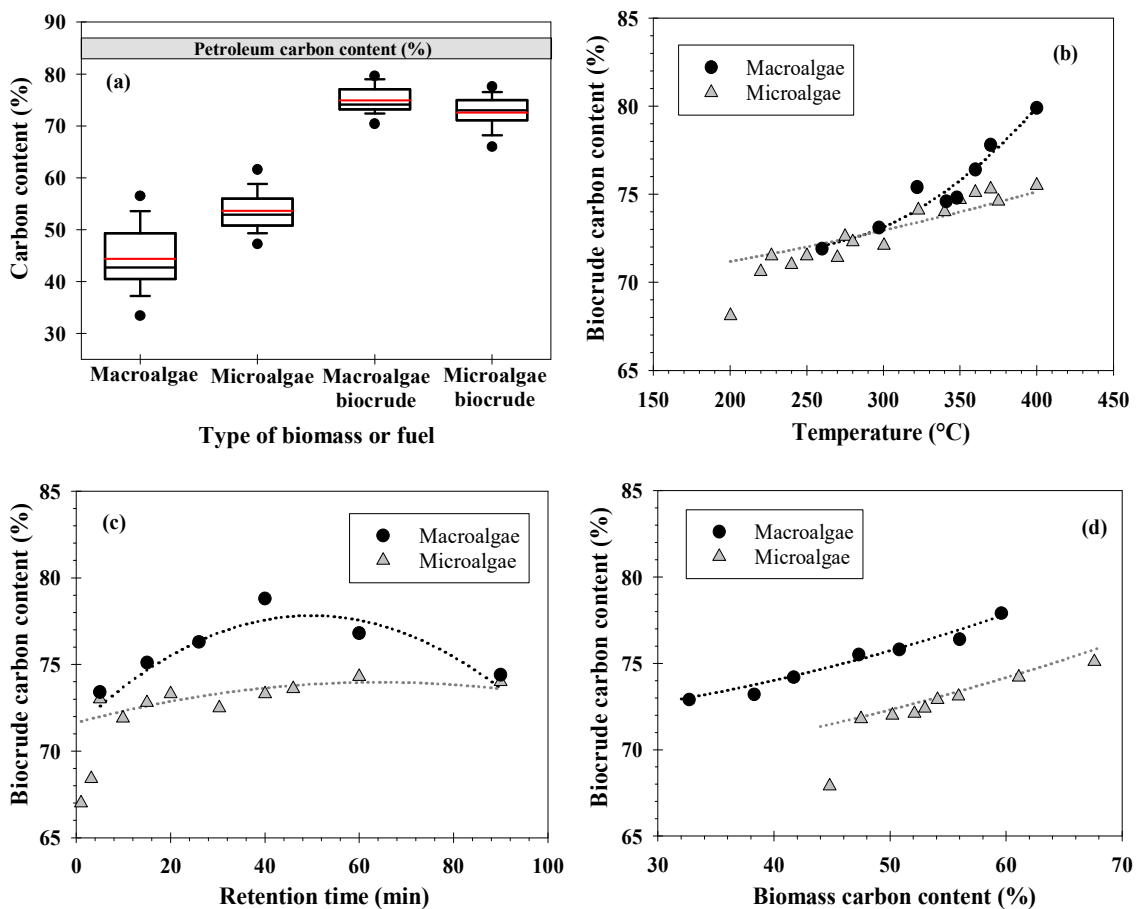 90
80
70
60
50
40
30
Carbon content (%)
Petroleum carbon content (%)
(a)
Macroalgae
Microalgae
Macroalgae
biocrude
Microalgae
biocrude
Type of biomass or fuel
85
80
75
70
65
Biocrude carbon content (%)
Macroalgae
Microalgae
(b)
150 200 250 300 350 400 450
Temperature (°C)
85
80
75
70
65
Biocrude carbon content (%)
(c)
Macroalgae
Microalgae
0 20 40 60 80 100
Retention time (min)
85
80
75
70
65
Biocrude carbon content (%)
Macroalgae
Microalgae
(d)
30 40 50 60 70
Biomass carbon content (%)